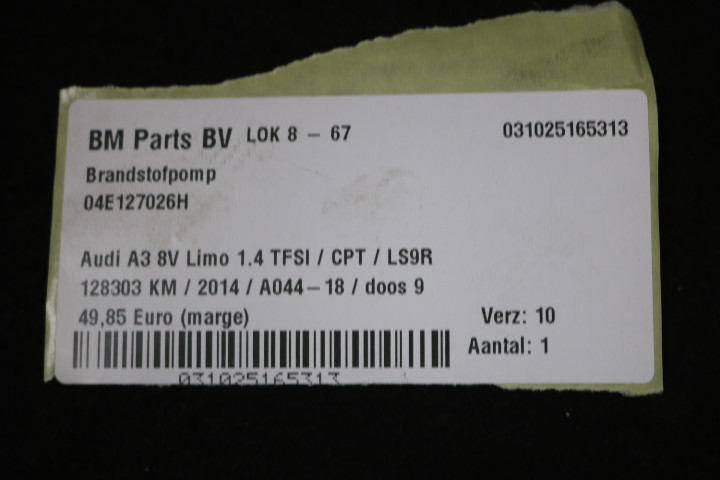 BM Parts BV LOK 8 - 67 031025165313
Brandstofpomp
04E127026H
Audi A3 8V Limo 1.4 TFSI / CPT / LS9R
128303 KM / 2014 / A044-18 / doos 9
49,85 Euro (marge) Verz: 10
Aantal: 1
031025165313